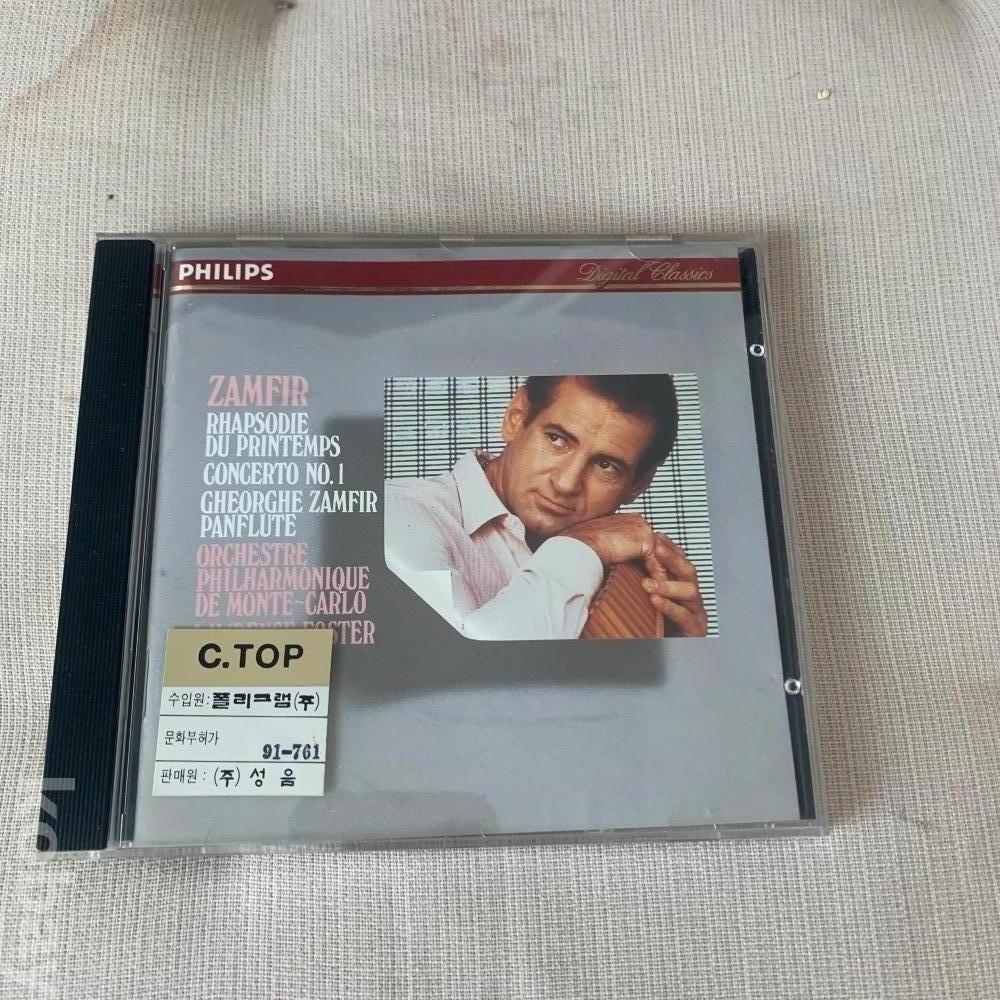 PHILIPS
Digital Classics
ZAMFIR
RHAPSODIE
DU PRINTEMPS
CONCERTO NO. 1
GHEORGHE ZAMFIR
PANFLUTE
ORCHESTRE
PHILHARMONIQUE
DE MONTE-CARLO
FOSTER
C.TOP
수입원: 폴리그램(주)
문화부허가
91-761
판매원 : (주) 성 음